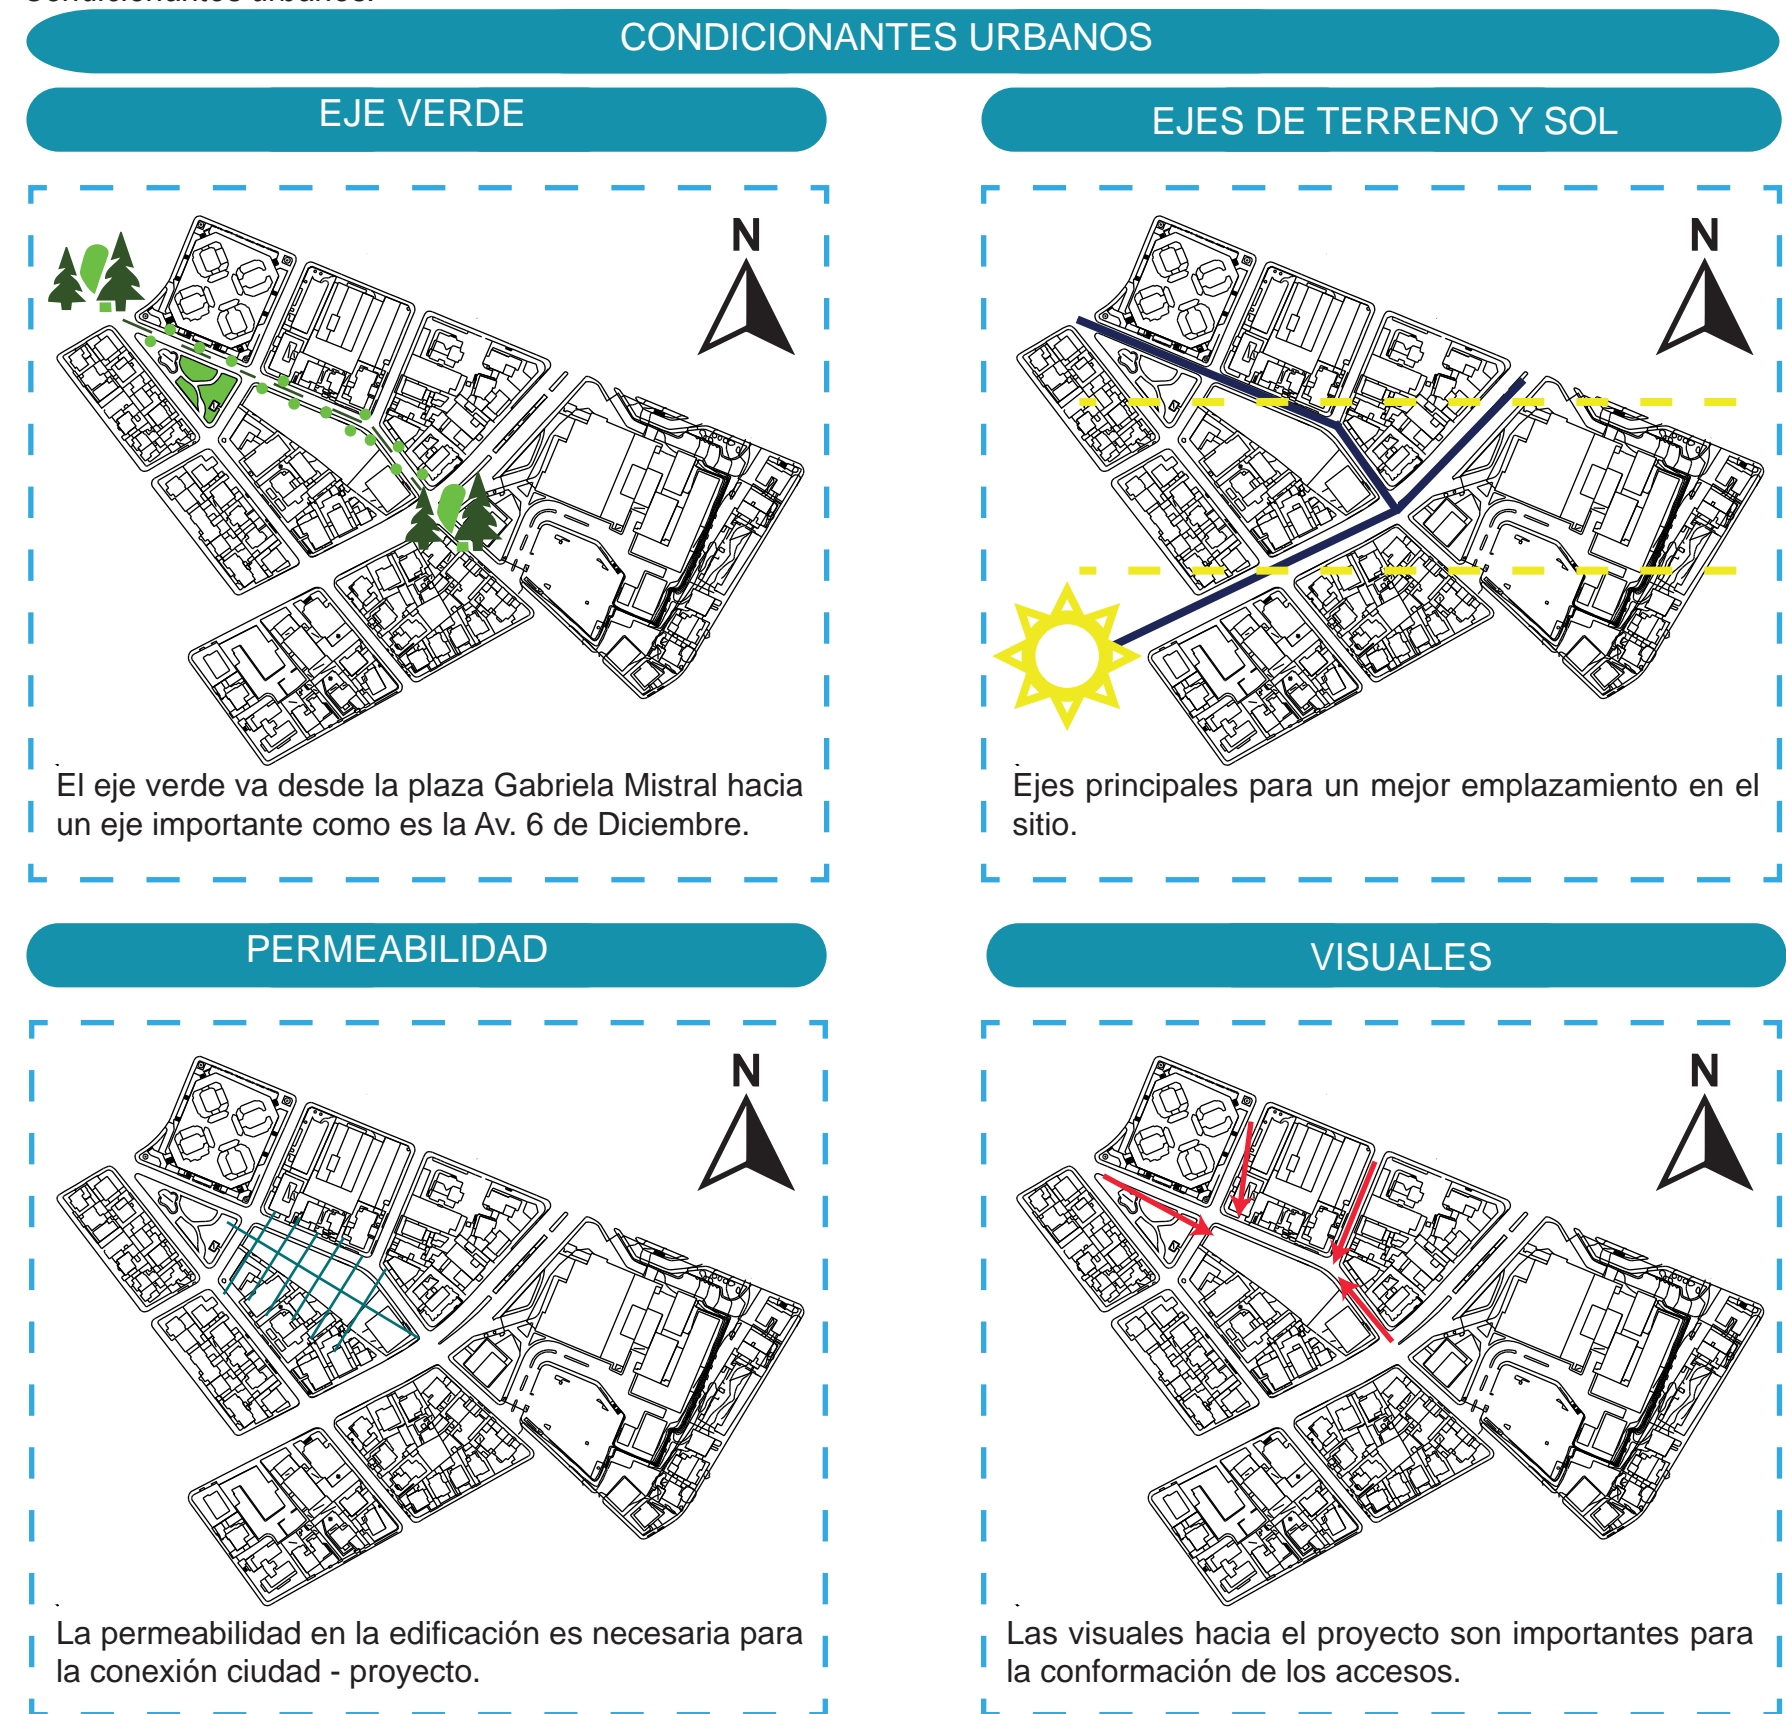 Condicionantes urbanos.
CONDICIONANTES URBANOS
EJE VERDE
EJES DE TERRENO Y SOL
N
N
El eje verde va desde la plaza Gabriela Mistral hacia
un eje importante como es la Av. 6 de Diciembre.
Ejes principales para un mejor emplazamiento en el
sitio.
PERMEABILIDAD
VISUALES
N
N
La permeabilidad en la edificación es necesaria para
la conexión ciudad - proyecto.
Las visuales hacia el proyecto son importantes para
la conformación de los accesos.